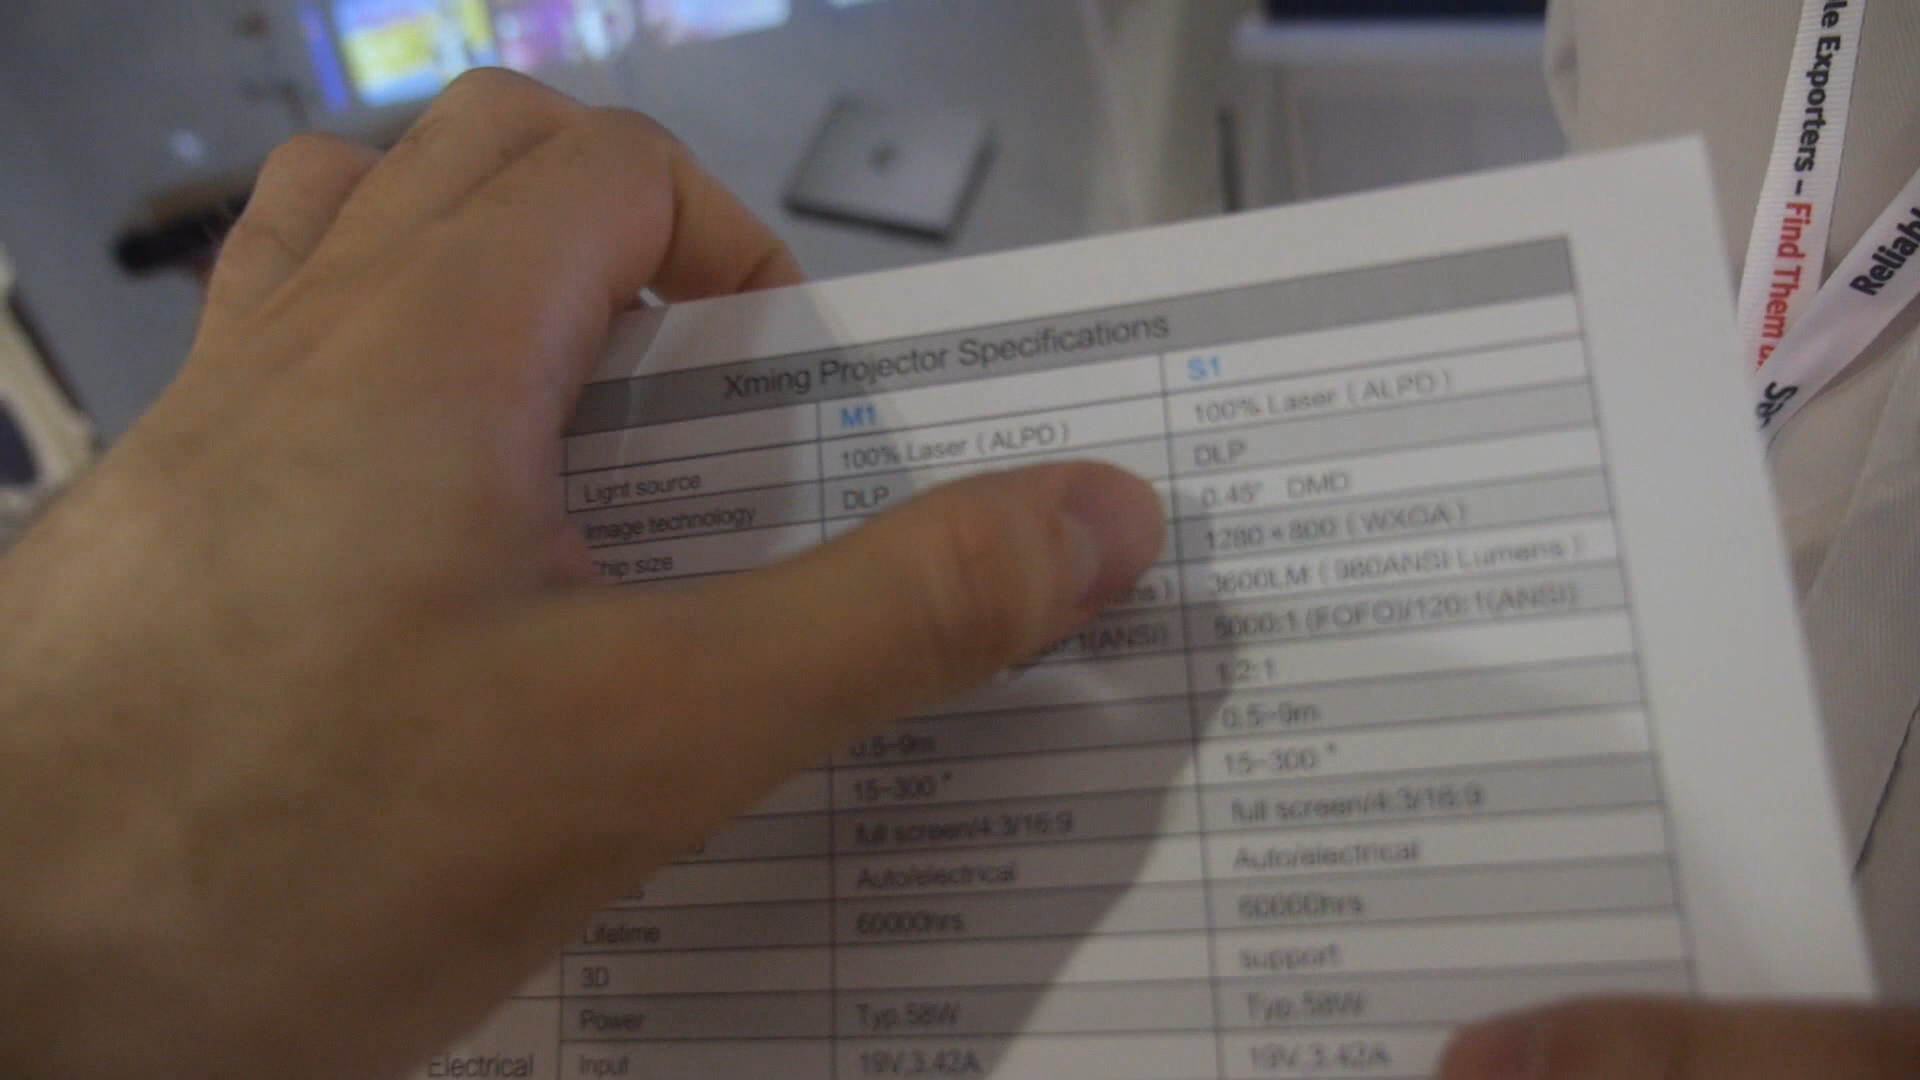 le Exporters – Find Them
Reliabl
Xming Projector Specifications
M1 S1
Light source 100% Laser (ALPD) 100% Laser (ALPD)
Image technology DLP DLP
Chip size 0.45" DMD
1280*800 (WXGA)
3600LM (980ANSI Lumens)
:1(ANSI) 5000:1 (FOFO)/120:1(ANSI)
1.2:1
0.5~9m 0.5~9m
15~300" 15~300"
full screen/4:3/16:9 full screen/4:3/16:9
Auto/electrical Auto/electrical
Lifetime 60000hrs 60000hrs
3D support
Power Typ.58W Typ.58W
Electrical Input 19V,3.42A 19V,3.42A